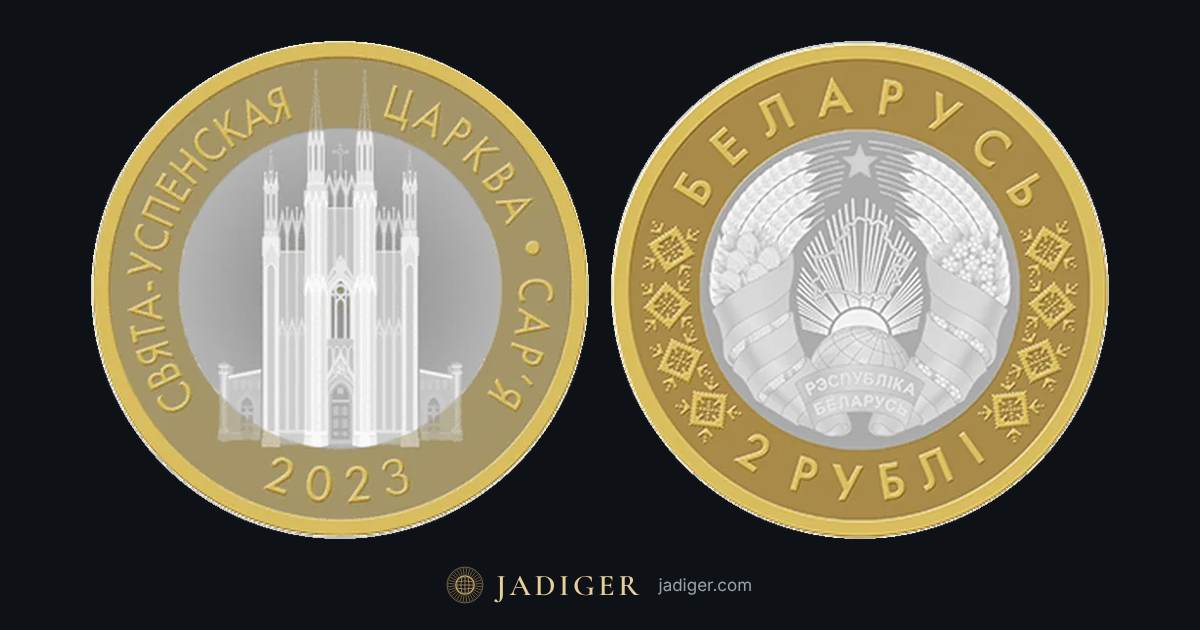 СВЯТА-УСПЕНСКАЯ ЦАРКВА • САР'Я
2023
БЕЛАРУСЬ
РЭСПУБЛІКА
БЕЛАРУСЬ
2 РУБЛІ
JADIGER jadiger.com